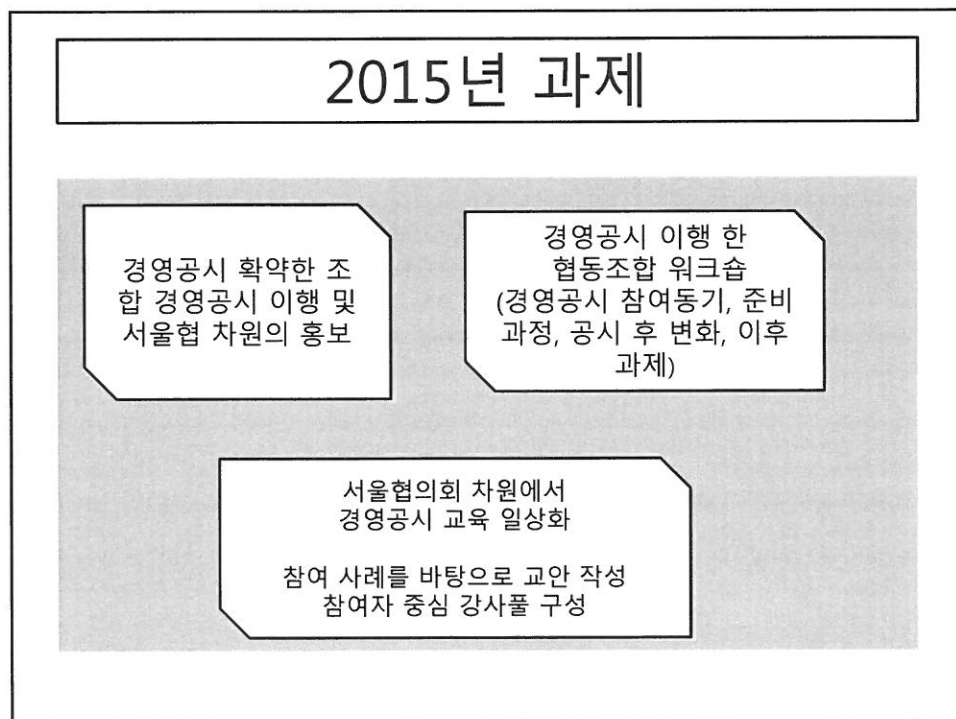 2015년 과제
경영공시 확약한 조
합 경영공시 이행 및
서울협 차원의 홍보
경영공시 이행 한
협동조합 워크숍
(경영공시 참여동기, 준비
과정, 공시 후 변화, 이후
과제)
서울협의회 차원에서
경영공시 교육 일상화
참여 사례를 바탕으로 교안 작성
참여자 중심 강사풀 구성